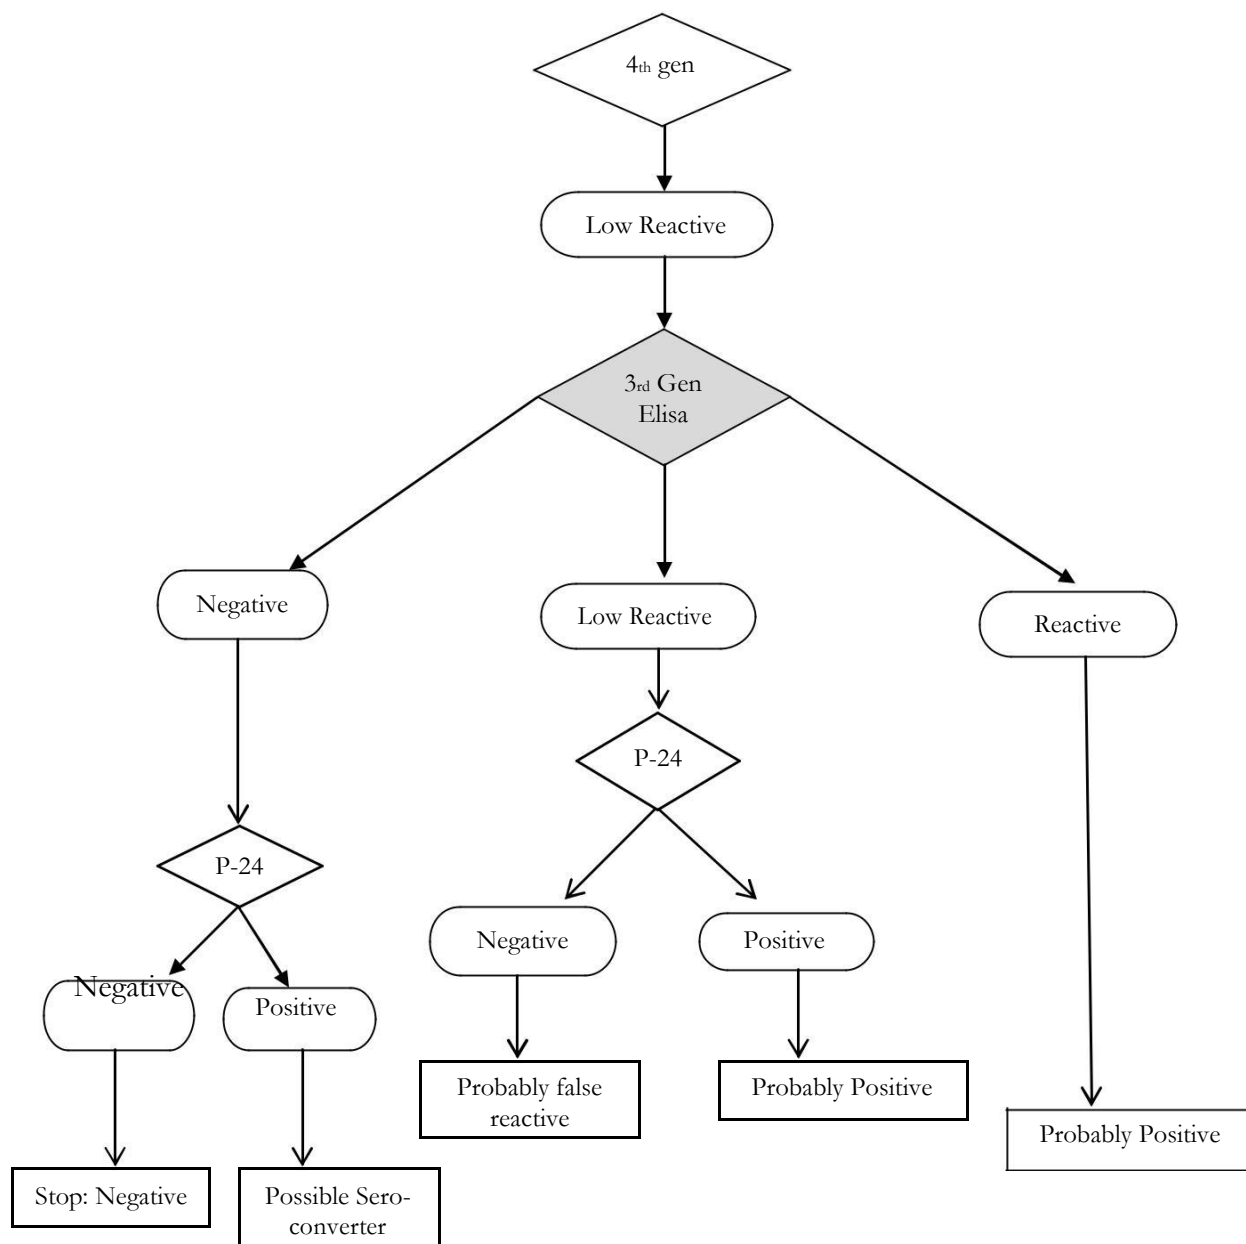 4th gen
Low Reactive
3rd Gen
Elisa
Negative
Low Reactive
Reactive
P-24
P-24
Negative
Positive
Negative
Positive
Probably false
reactive
Probably Positive
Probably Positive
Stop: Negative
Possible Sero-
converter